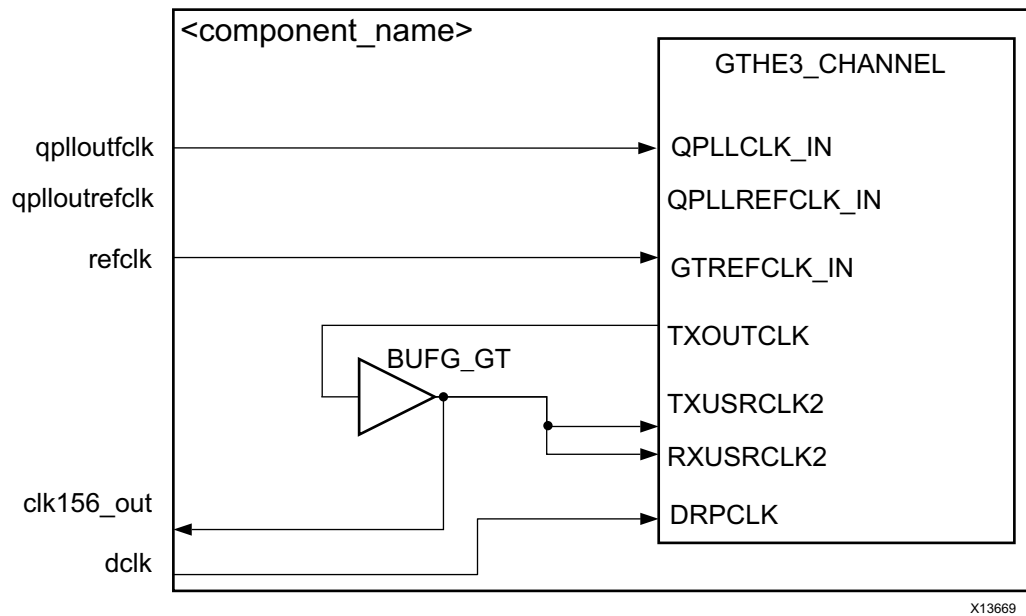 <component_name>
GTHE3_CHANNEL
qplloutfclk
QPLLCLK_IN
qplloutrefclk
QPLLREFCLK_IN
refclk
GTREFCLK_IN
TXOUTCLK
BUFG_GT
TXUSRCLK2
RXUSRCLK2
clk156_out
DRPCLK
dclk
X13669